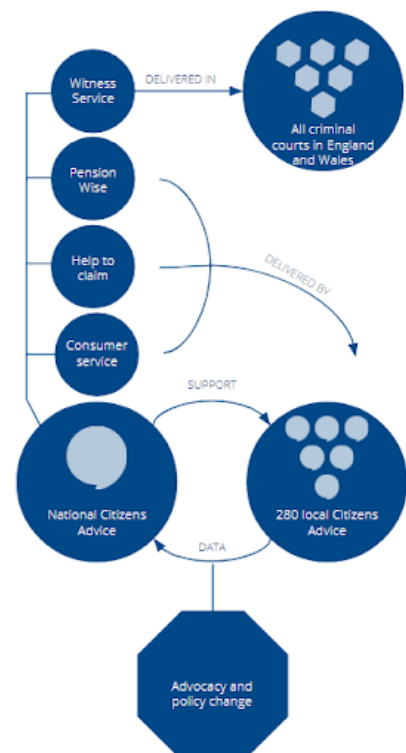 Witness
Service
DELIVERED IN
All criminal
courts in England
and Wales
Pension
Wise
Help to
claim
DELIVERED BY
Consumer
service
SUPPORT
National Citizens
Advice
280 local Citizens
Advice
DATA
Advocacy and
policy change